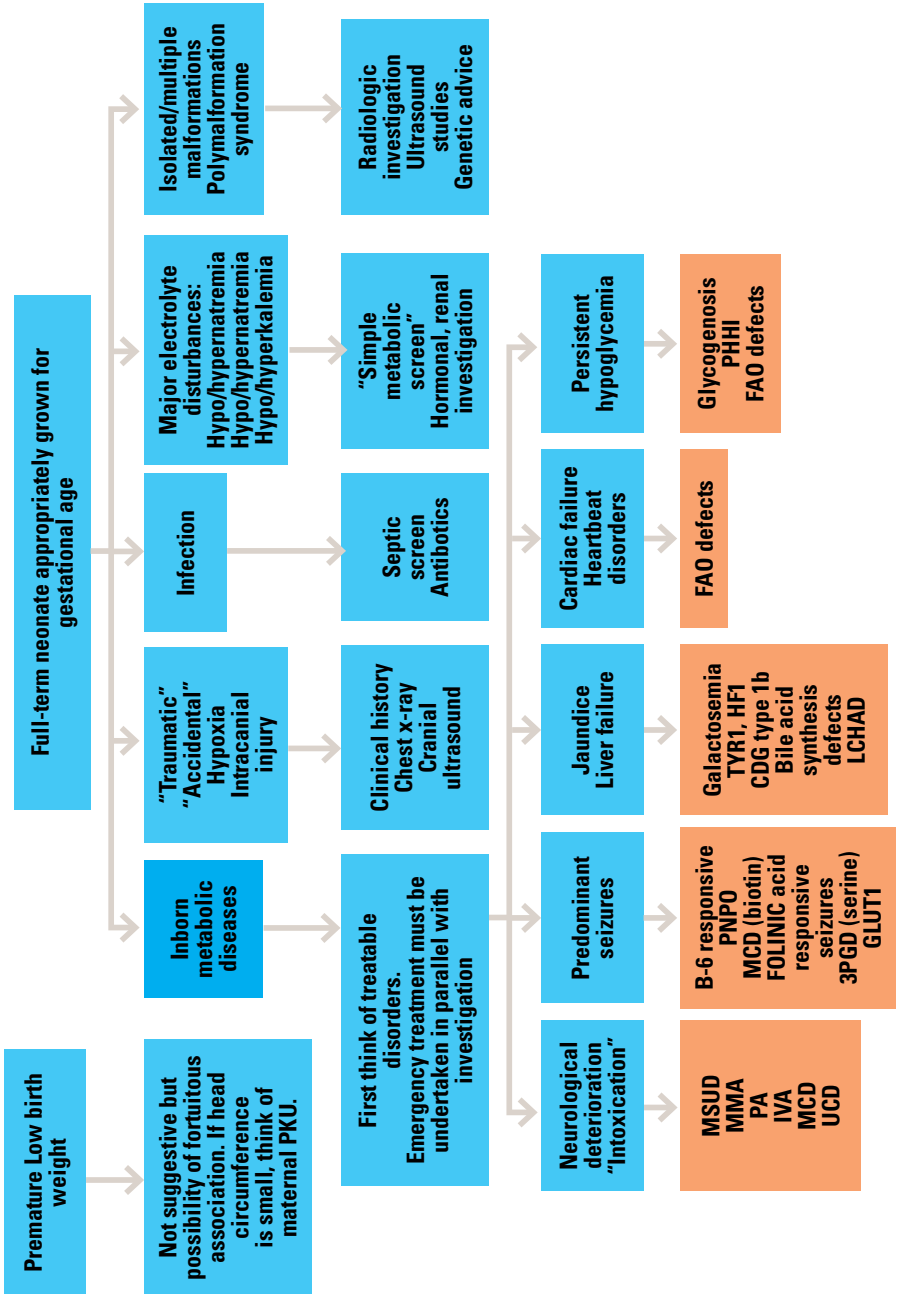 Premature Low birth
weight
Full-term neonate appropriately grown for
gestational age
Not suggestive but
possibility of fortuitous
association. If head
circumference
is small, think of
maternal PKU.
Inborn
metabolic
diseases
“Traumatic”
“Accidental”
Hypoxia
Intracanial
injury
Infection
Major electrolyte
disturbances:
Hypo/hypernatremia
Hypo/hypernatremia
Hypo/hyperkalemia
Isolated/multiple
malformations
Polymalformation
syndrome
First think of treatable
disorders.
Emergency treatment must be
undertaken in parallel with
investigation
Clinical history
Chest x-ray
Cranial
ultrasound
Septic
screen
Antibotics
“Simple
metabolic
screen”
Hormonal, renal
investigation
Radiologic
investigation
Ultrasound
studies
Genetic advice
Neurological
deterioration
“Intoxication”
Predominant
seizures
Jaundice
Liver failure
Cardiac failure
Heartbeat
disorders
Persistent
hypoglycemia
MSUD
MMA
PA
IVA
MCD
UCD
B-6 responsive
PNPO
MCD (biotin)
FOLINIC acid
responsive
seizures
3PGD (serine)
GLUT1
Galactosemia
TYR1, HF1
CDG type 1b
Bile acid
synthesis
defects
LCHAD
FAO defects
Glycogenosis
PHHI
FAO defects